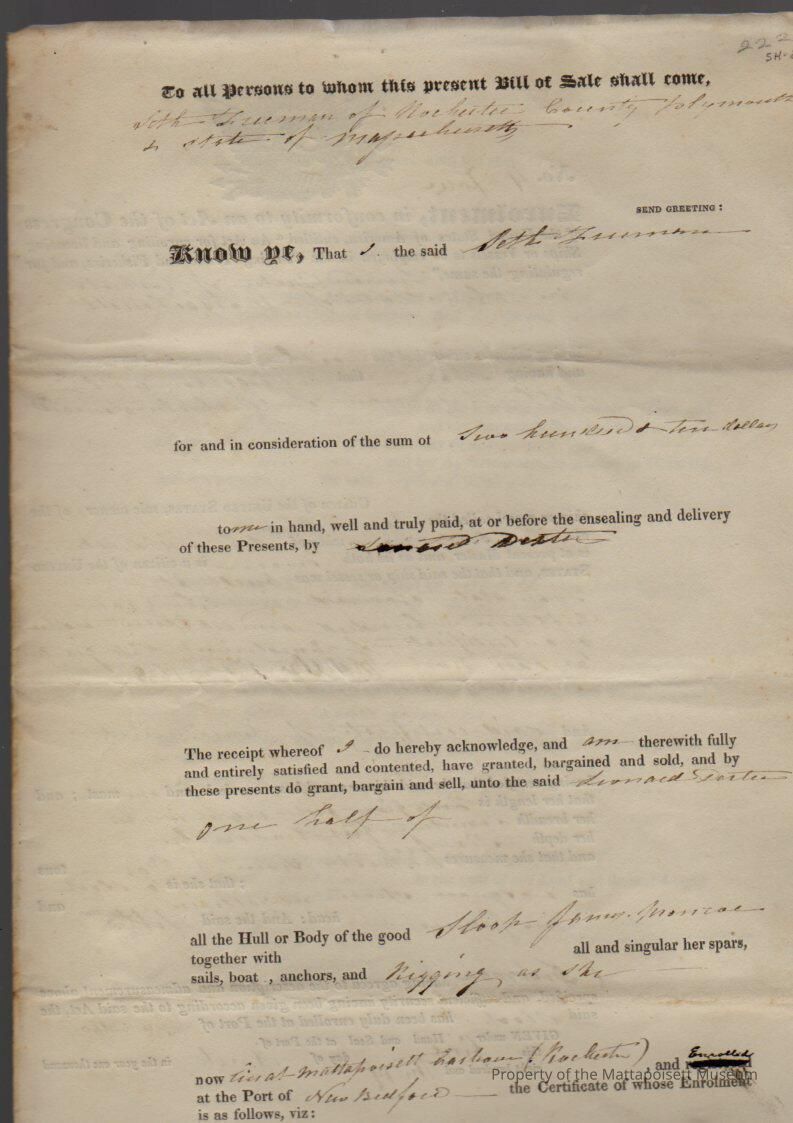 222
SH-
To all Persons to whom this present Bill of Sale shall come,
Seth Freeman of Rochester County Plymouth
& state of Massachusetts
SEND GREETING :
Know ye, That I the said Seth Freeman
for and in consideration of the sum of Two hundred & ten dollars
to me in hand, well and truly paid, at or before the ensealing and delivery
of these Presents, by Leonard Dexter
The receipt whereof I do hereby acknowledge, and am therewith fully
and entirely satisfied and contented, have granted, bargained and sold, and by
these presents do grant, bargain and sell, unto the said Leonard Dexter
one half of
all the Hull or Body of the good Sloop James Monroe
together with all and singular her spars,
sails, boat , anchors, and Rigging as she
now lies at Mattapoisett Harbour (Rochester) , and Enrolled
at the Port of New Bedford the Certificate of whose Enrolment
is as follows, viz:
Property of the Mattapoisett Museum